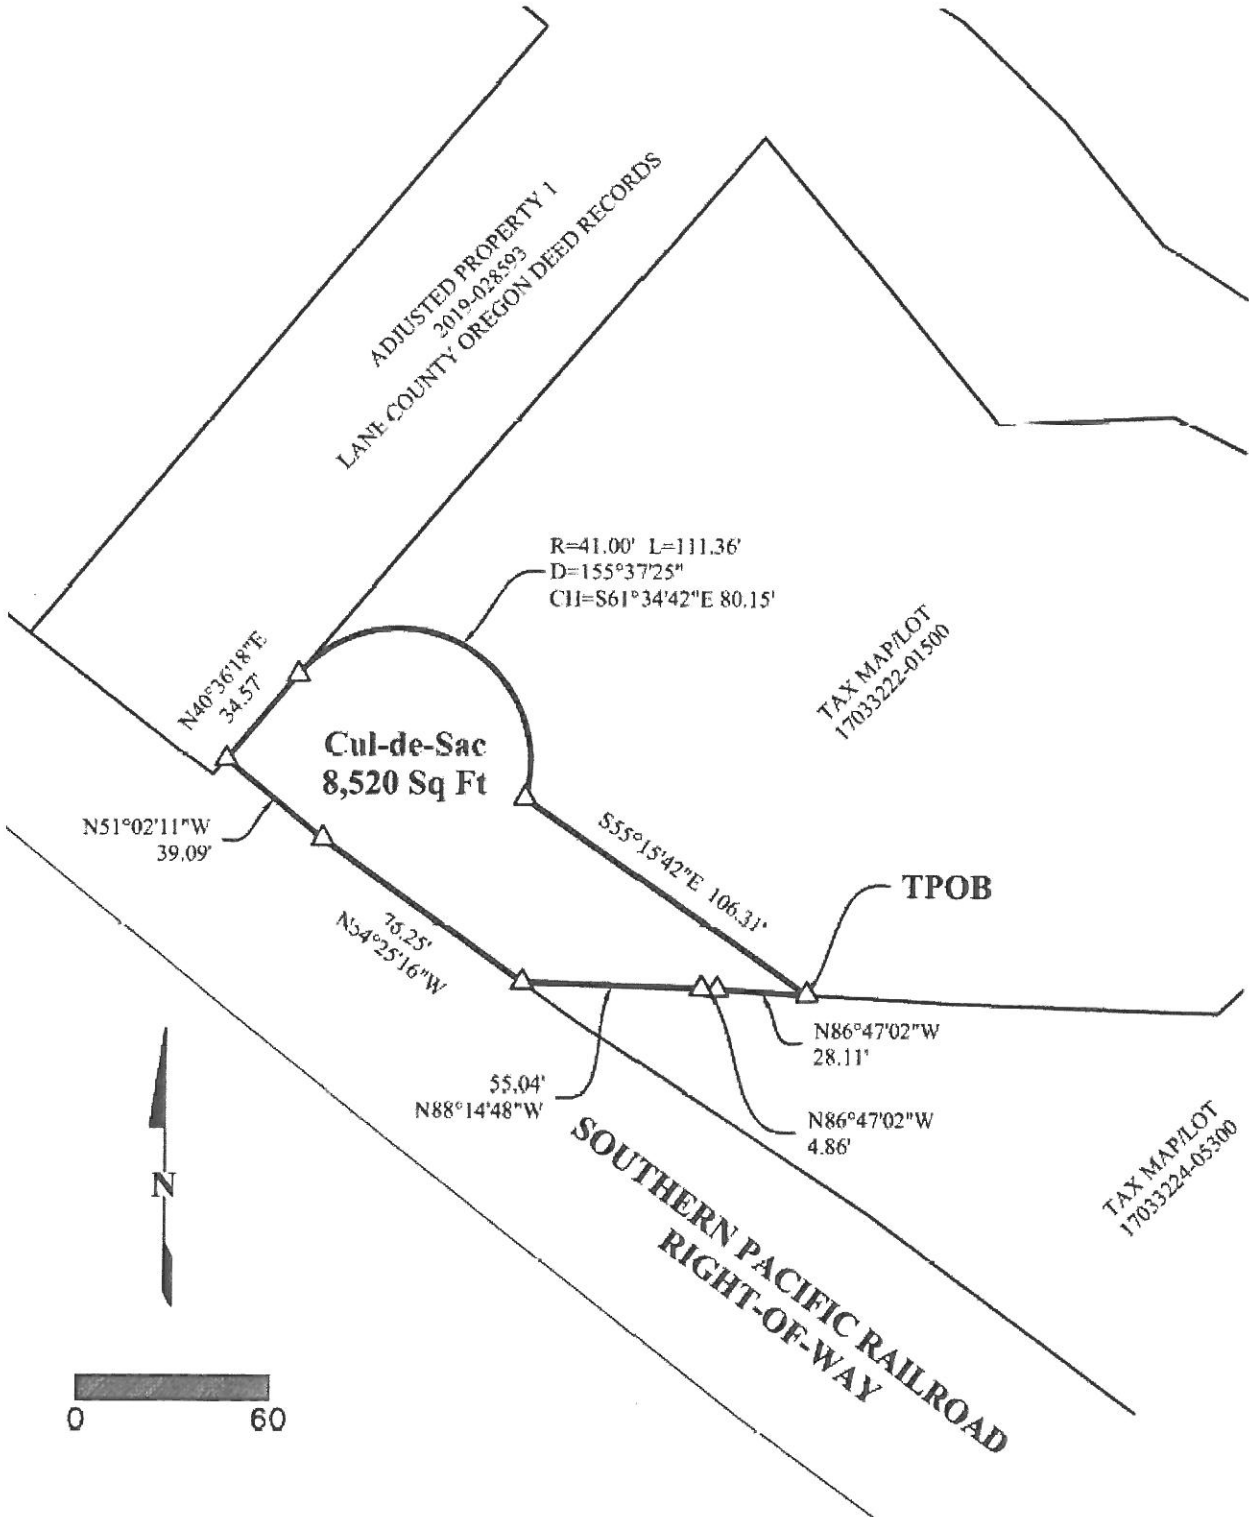 ADJUSTED PROPERTY 1
2019-028593
LANE COUNTY OREGON DEED RECORDS
R=41.00' L=111.36'
D=155°37'25"
CH=S61°34'42"E 80.15'
TAX MAP/LOT
17033222-01500
N40°36'18"E
34.57'
Cul-de-Sac
8,520 Sq Ft
N51°02'11"W
39.09'
S55°15'42"E 106.31'
TPOB
76.25'
N54°25'16"W
N86°47'02"W
28.11'
55.04'
N88°14'48"W
N86°47'02"W
4.86'
TAX MAP/LOT
17033224-05300
SOUTHERN PACIFIC RAILROAD
RIGHT-OF-WAY
N
0 60